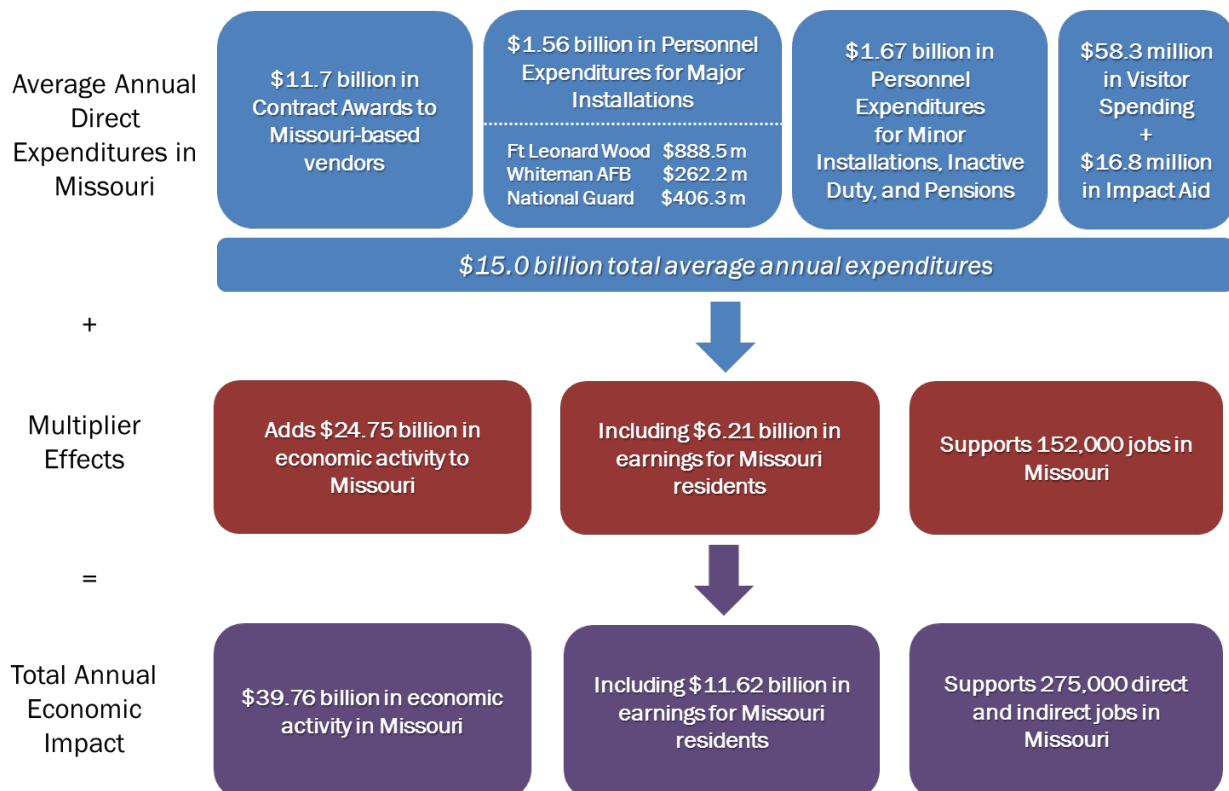 Average Annual
Direct
Expenditures in
Missouri
$11.7 billion in
Contract Awards to
Missouri-based
vendors
$1.56 billion in Personnel
Expenditures for Major
Installations
Ft Leonard Wood $888.5 m
Whiteman AFB $262.2 m
National Guard $406.3 m
$1.67 billion in
Personnel
Expenditures
for Minor
Installations, Inactive
Duty, and Pensions
$58.3 million
in Visitor
Spending
+
$16.8 million
in Impact Aid
$15.0 billion total average annual expenditures
+
Multiplier
Effects
Adds $24.75 billion in
economic activity to
Missouri
Including $6.21 billion in
earnings for Missouri
residents
Supports 152,000 jobs in
Missouri
=
Total Annual
Economic
Impact
$39.76 billion in economic
activity in Missouri
Including $11.62 billion in
earnings for Missouri
residents
Supports 275,000 direct
and indirect jobs in
Missouri